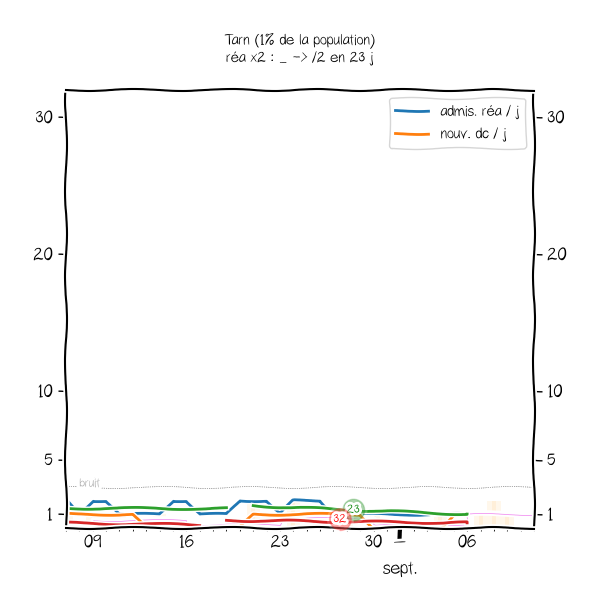 Tarn (1% de la population)
réa x2 : _ -> /2 en 23 j
admis. réa / j
nouv. dc / j
30
30
20
20
10
10
5
5
bruit
23
32
1
1
09
16
23
30
06
sept.